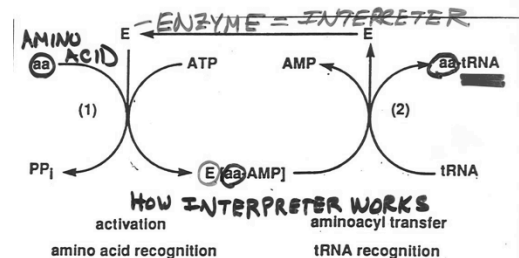 E - ENZYME = INTEPRETER E
AMINO ACID
aa ATP AMP aa-tRNA
(1) (2)
PPi E[aa-AMP] tRNA
HOW INTERPRETER WORKS
activation aminoacyl transfer
amino acid recognition tRNA recognition